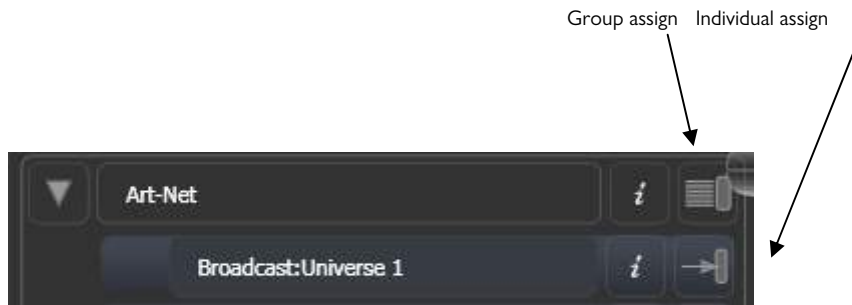 Group assign Individual assign
Art-Net i
Broadcast:Universe 1 i